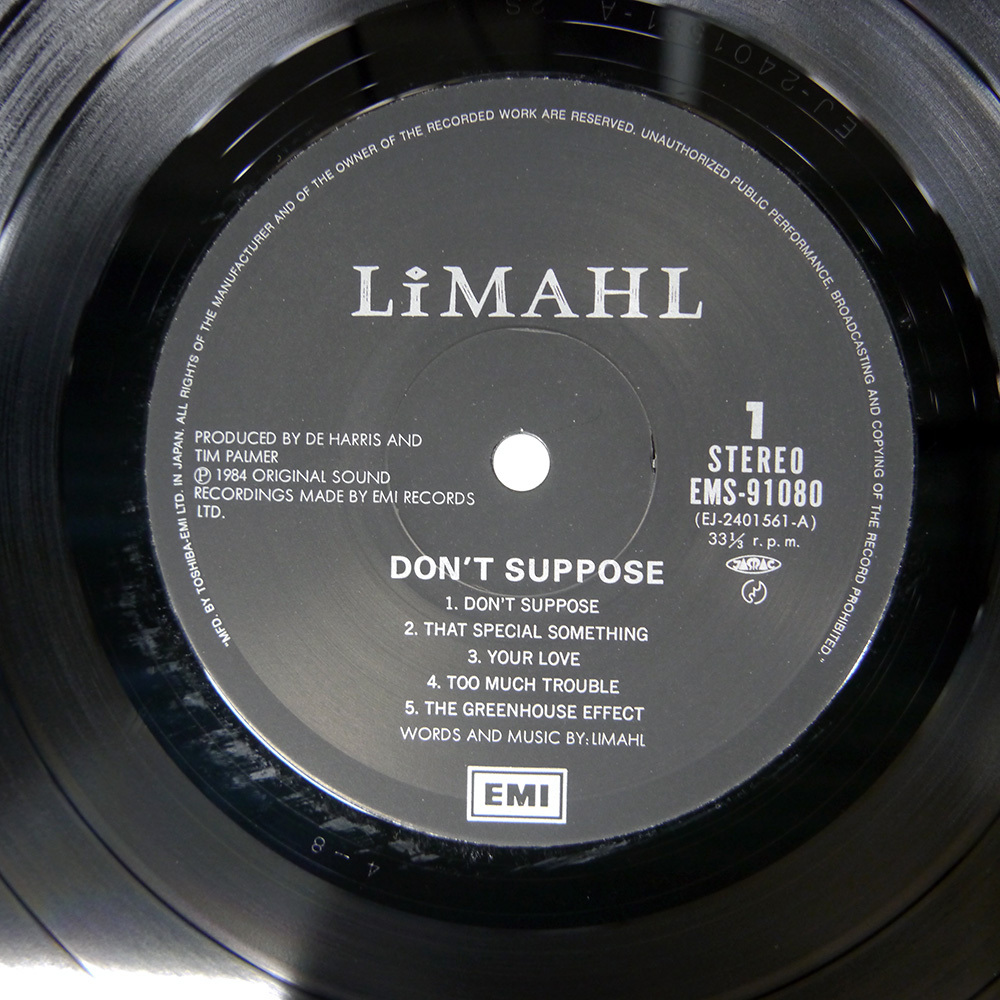 "MFD. BY TOSHIBA-EMI LTD. IN JAPAN. ALL RIGHTS OF THE MANUFACTURER AND OF THE OWNER OF THE RECORDED WORK ARE RESERVED. UNAUTHORIZED PUBLIC PERFORMANCE, BROADCASTING AND COPYING OF THE RECORD PROHIBITED."
LiMAHL
PRODUCED BY DE HARRIS AND
TIM PALMER
Ⓟ 1984 ORIGINAL SOUND
RECORDINGS MADE BY EMI RECORDS
LTD.
1
STEREO
EMS-91080
(EJ-2401561-A)
33⅓ r.p.m.
JASRAC
DON'T SUPPOSE
1. DON'T SUPPOSE
2. THAT SPECIAL SOMETHING
3. YOUR LOVE
4. TOO MUCH TROUBLE
5. THE GREENHOUSE EFFECT
WORDS AND MUSIC BY: LIMAHL
EMI
4-8